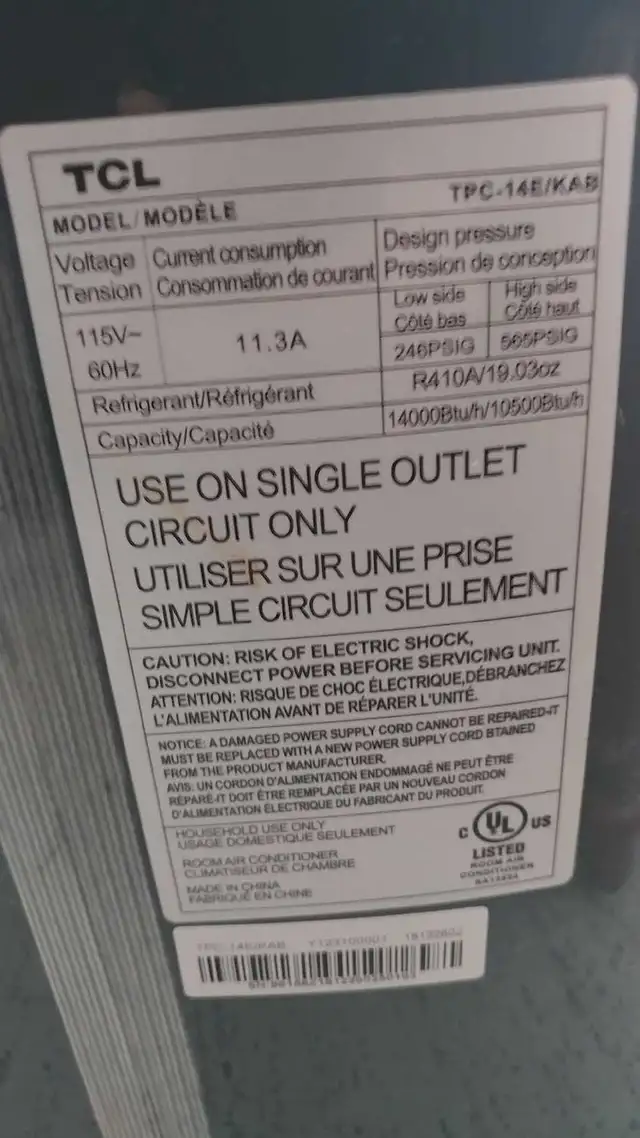 TCL
MODEL/MODÈLE TPC-14E/KAB
Voltage Current consumption Design pressure
Tension Consommation de courant Pression de conception
Low side High side
Côté bas Côté haut
115V~ 11.3A 246PSIG 565PSIG
60Hz
Refrigerant/Réfrigérant R410A/19.03oz
Capacity/Capacité 14000Btu/h/10500Btu/h
USE ON SINGLE OUTLET
CIRCUIT ONLY
UTILISER SUR UNE PRISE
SIMPLE CIRCUIT SEULEMENT
CAUTION: RISK OF ELECTRIC SHOCK,
DISCONNECT POWER BEFORE SERVICING UNIT.
ATTENTION: RISQUE DE CHOC ÉLECTRIQUE,DÉBRANCHEZ
L'ALIMENTATION AVANT DE RÉPARER L'UNITÉ.
NOTICE: A DAMAGED POWER SUPPLY CORD CANNOT BE REPAIRED-IT
MUST BE REPLACED WITH A NEW POWER SUPPLY CORD BTAINED
FROM THE PRODUCT MANUFACTURER.
AVIS: UN CORDON D'ALIMENTATION ENDOMMAGÉ NE PEUT ÊTRE
RÉPARÉ-IT DOIT ÊTRE REMPLACÉE PAR UN NOUVEAU CORDON
D'ALIMENTATION ÉLECTRIQUE DU FABRICANT DU PRODUIT.
HOUSEHOLD USE ONLY
USAGE DOMESTIQUE SEULEMENT
ROOM AIR CONDITIONER
CLIMATISEUR DE CHAMBRE
MADE IN CHINA
FABRIQUÉ EN CHINE
C UL US
LISTED
ROOM AIR
CONDITIONER
TPC-14E/KAB